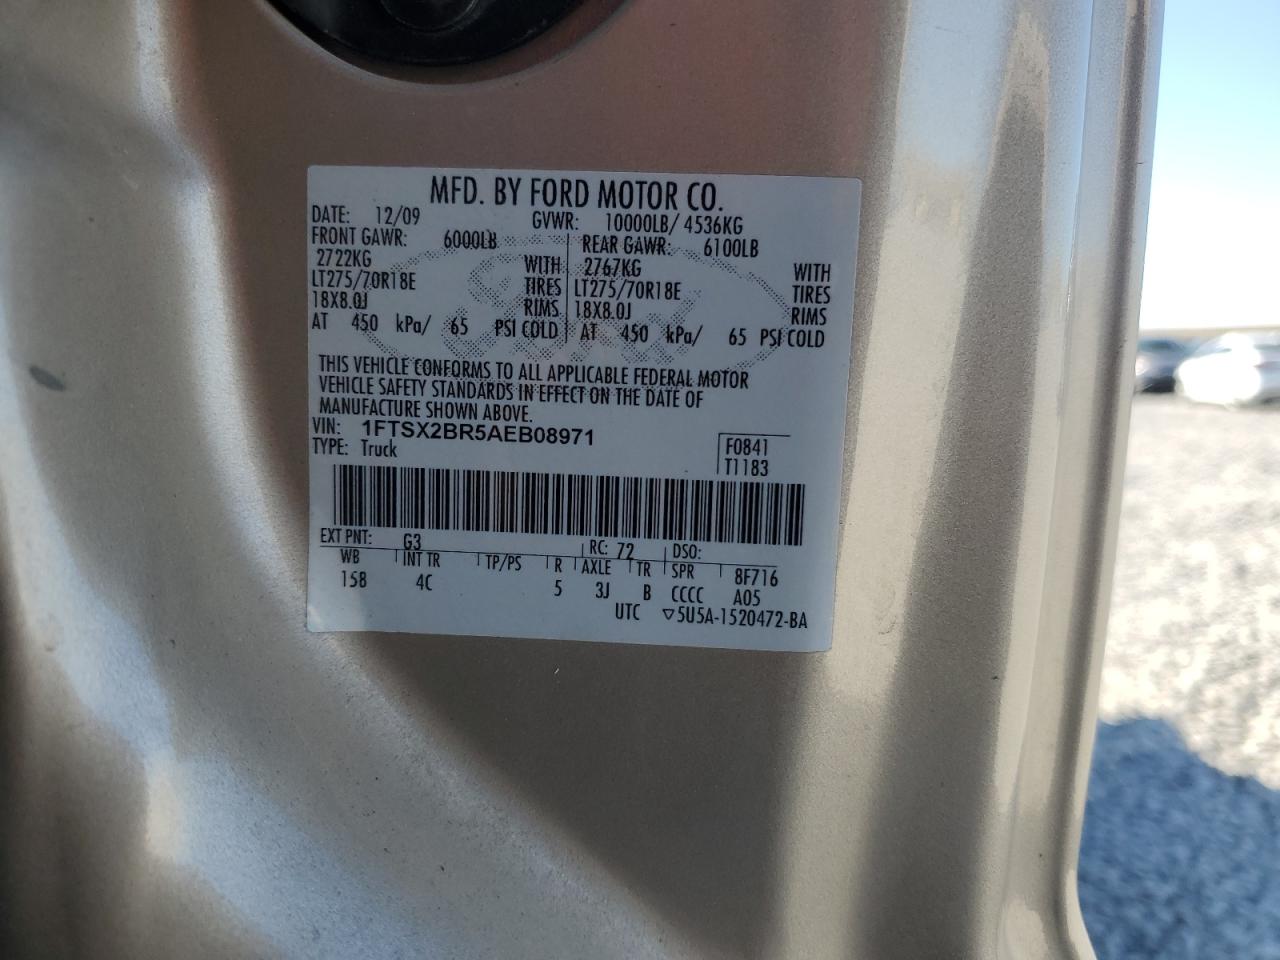 MFD. BY FORD MOTOR CO.
DATE: 12/09 GVWR: 10000LB/ 4536KG
FRONT GAWR: 6000LB REAR GAWR: 6100LB
2722KG WITH 2767KG WITH
LT275/70R18E TIRES LT275/70R18E TIRES
18X8.0J RIMS 18X8.0J RIMS
AT 450 kPa/ 65 PSI COLD AT 450 kPa/ 65 PSI COLD
THIS VEHICLE CONFORMS TO ALL APPLICABLE FEDERAL MOTOR
VEHICLE SAFETY STANDARDS IN EFFECT ON THE DATE OF
MANUFACTURE SHOWN ABOVE.
VIN: 1FTSX2BR5AEB08971
TYPE: Truck
F0841
T1183
EXT PNT: G3 RC: 72 DSO:
WB INT TR TP/PS R AXLE TR SPR 8F716
158 4C 5 3J B CCCC A05
UTC ▽5U5A-1520472-BA